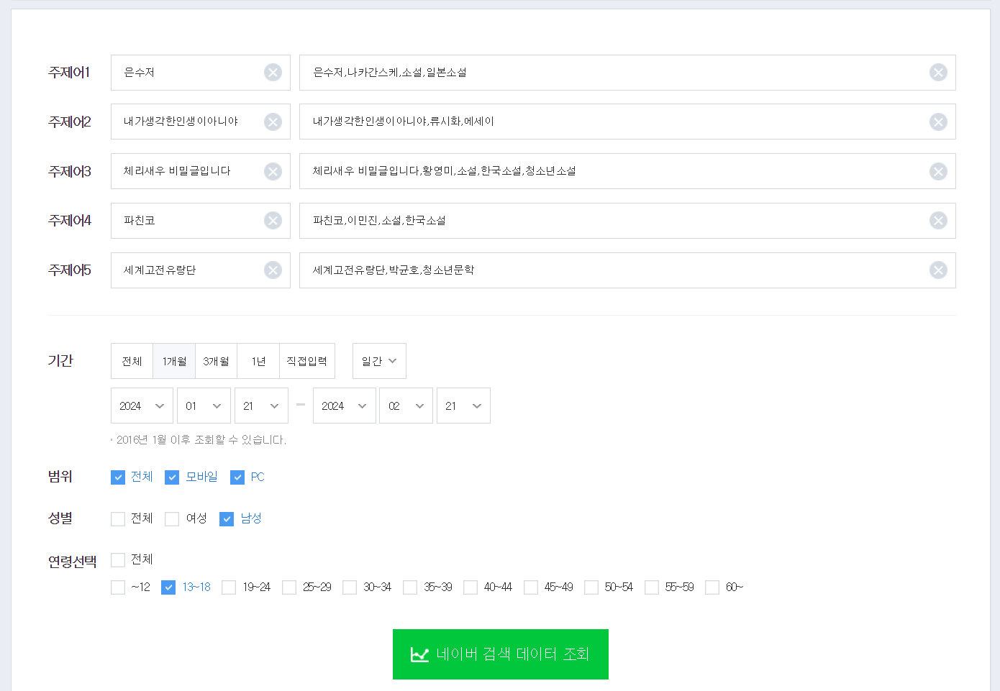 주제어1 은수저 은수저,나카간스케,소설,일본소설
주제어2 내가생각한인생이아니야 내가생각한인생이아니야,류시화,에세이
주제어3 체리새우 비밀글입니다 체리새우 비밀글입니다,황영미,소설,한국소설,청소년소설
주제어4 파친코 파친코,이민진,소설,한국소설
주제어5 세계고전유랑단 세계고전유랑단,박균호,청소년문학
기간 전체 1개월 3개월 1년 직접입력 일간
2024 01 21 - 2024 02 21
· 2016년 1월 이후 조회할 수 있습니다.
범위 전체 모바일 PC
성별 전체 여성 남성
연령선택 전체
~12 13~18 19~24 25~29 30~34 35~39 40~44 45~49 50~54 55~59 60~
네이버 검색 데이터 조회